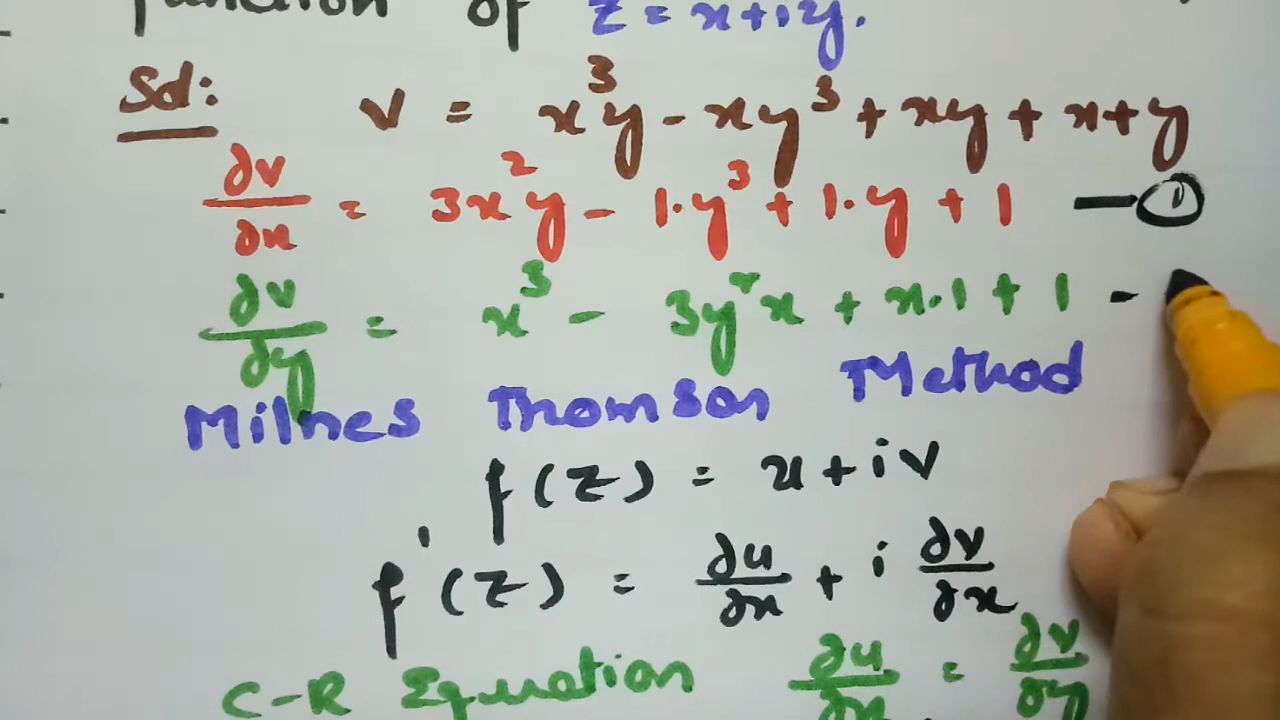 function of z = x+iy.
Sol: v = x³y - xy³ + xy + x+y
∂v/∂x = 3x²y - 1·y³ + 1·y + 1 — ①
∂v/∂y = x³ - 3y²x + x·1 + 1 -
Milnes Thomson Method
f(z) = u+iv
f'(z) = ∂u/∂x + i ∂v/∂x
C-R Equation ∂u/∂x = ∂v/∂y